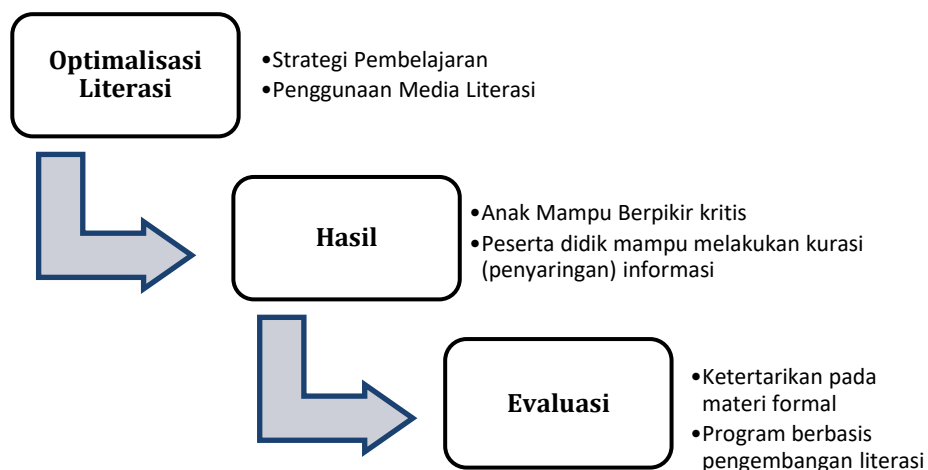 Optimalisasi
Literasi
•Strategi Pembelajaran
•Penggunaan Media Literasi
Hasil
•Anak Mampu Berpikir kritis
•Peserta didik mampu melakukan kurasi
(penyaringan) informasi
Evaluasi
•Ketertarikan pada
materi formal
•Program berbasis
pengembangan literasi